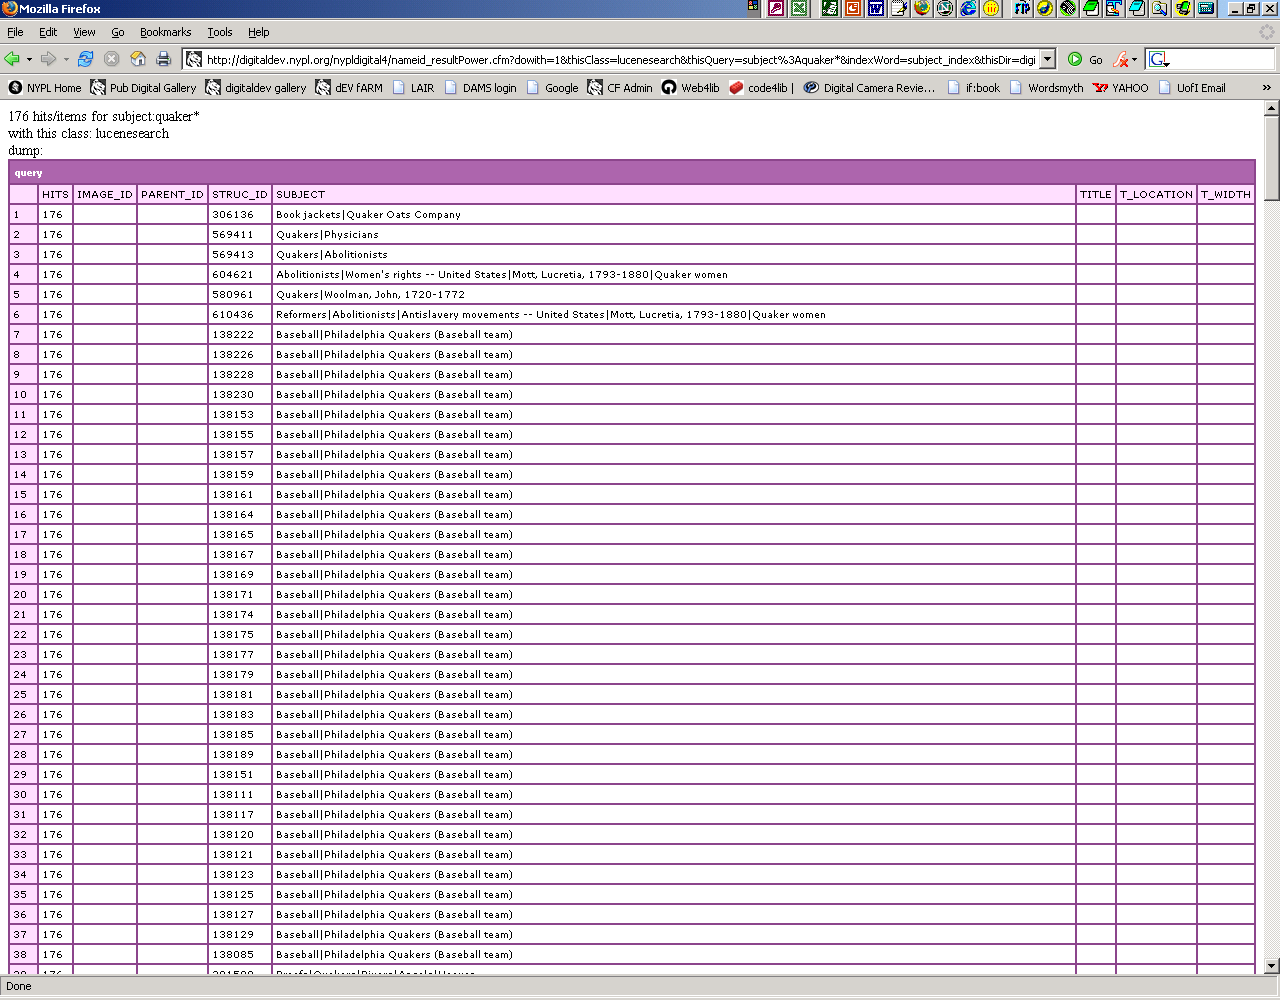 Mozilla Firefox
File Edit View Go Bookmarks Tools Help
http://digitaldev.nypl.org/nypldigital4/nameid_resultPower.cfm?dowith=1&thisClass=lucenesearch&thisQuery=subject%3Aquaker*&indexWord=subject_index&thisDir=digi Go
NYPL Home Pub Digital Gallery digitaldev gallery dEV fARM LAIR DAMS login Google CF Admin Web4lib code4lib | Digital Camera Revie... if:book Wordsmyth YAHOO UofI Email »
176 hits/items for subject:quaker*
with this class: lucenesearch
dump:
query
HITS IMAGE_ID PARENT_ID STRUC_ID SUBJECT TITLE T_LOCATION T_WIDTH
1 176 306136 Book jackets|Quaker Oats Company
2 176 569411 Quakers|Physicians
3 176 569413 Quakers|Abolitionists
4 176 604621 Abolitionists|Women's rights -- United States|Mott, Lucretia, 1793-1880|Quaker women
5 176 580961 Quakers|Woolman, John, 1720-1772
6 176 610436 Reformers|Abolitionists|Antislavery movements -- United States|Mott, Lucretia, 1793-1880|Quaker women
7 176 138222 Baseball|Philadelphia Quakers (Baseball team)
8 176 138226 Baseball|Philadelphia Quakers (Baseball team)
9 176 138228 Baseball|Philadelphia Quakers (Baseball team)
10 176 138230 Baseball|Philadelphia Quakers (Baseball team)
11 176 138153 Baseball|Philadelphia Quakers (Baseball team)
12 176 138155 Baseball|Philadelphia Quakers (Baseball team)
13 176 138157 Baseball|Philadelphia Quakers (Baseball team)
14 176 138159 Baseball|Philadelphia Quakers (Baseball team)
15 176 138161 Baseball|Philadelphia Quakers (Baseball team)
16 176 138164 Baseball|Philadelphia Quakers (Baseball team)
17 176 138165 Baseball|Philadelphia Quakers (Baseball team)
18 176 138167 Baseball|Philadelphia Quakers (Baseball team)
19 176 138169 Baseball|Philadelphia Quakers (Baseball team)
20 176 138171 Baseball|Philadelphia Quakers (Baseball team)
21 176 138174 Baseball|Philadelphia Quakers (Baseball team)
22 176 138175 Baseball|Philadelphia Quakers (Baseball team)
23 176 138177 Baseball|Philadelphia Quakers (Baseball team)
24 176 138179 Baseball|Philadelphia Quakers (Baseball team)
25 176 138181 Baseball|Philadelphia Quakers (Baseball team)
26 176 138183 Baseball|Philadelphia Quakers (Baseball team)
27 176 138185 Baseball|Philadelphia Quakers (Baseball team)
28 176 138189 Baseball|Philadelphia Quakers (Baseball team)
29 176 138151 Baseball|Philadelphia Quakers (Baseball team)
30 176 138111 Baseball|Philadelphia Quakers (Baseball team)
31 176 138117 Baseball|Philadelphia Quakers (Baseball team)
32 176 138120 Baseball|Philadelphia Quakers (Baseball team)
33 176 138121 Baseball|Philadelphia Quakers (Baseball team)
34 176 138123 Baseball|Philadelphia Quakers (Baseball team)
35 176 138125 Baseball|Philadelphia Quakers (Baseball team)
36 176 138127 Baseball|Philadelphia Quakers (Baseball team)
37 176 138129 Baseball|Philadelphia Quakers (Baseball team)
38 176 138085 Baseball|Philadelphia Quakers (Baseball team)
Done